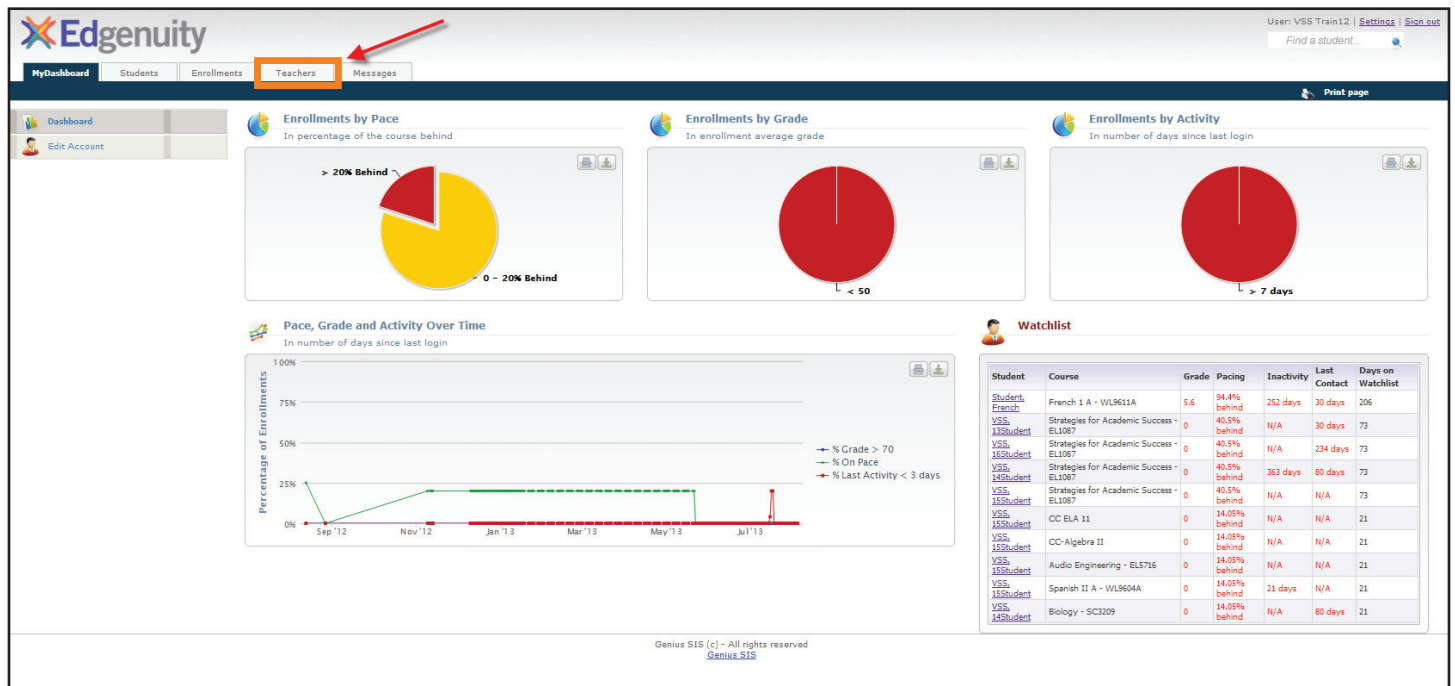 Edgenuity
User: VSS Train12 | Settings | Sign out
Find a student...
MyDashboard Students Enrollments Teachers Messages
Print page
Dashboard
Edit Account
Enrollments by Pace
In percentage of the course behind
> 20% Behind
0 - 20% Behind
Enrollments by Grade
In enrollment average grade
< 50
Enrollments by Activity
In number of days since last login
> 7 days
Pace, Grade and Activity Over Time
In number of days since last login
Percentage of Enrollments
100%
75%
50%
25%
0%
Sep '12 Nov '12 Jan '13 Mar '13 May '13 Jul '13
% Grade > 70
% On Pace
% Last Activity < 3 days
Watchlist
Student Course Grade Pacing Inactivity Last Contact Days on Watchlist
Student, French French 1 A - WL9611A 5.6 94.4% behind 252 days 30 days 206
VSS, 13Student Strategies for Academic Success - EL1087 0 40.5% behind N/A 30 days 73
VSS, 16Student Strategies for Academic Success - EL1087 0 40.5% behind N/A 234 days 73
VSS, 14Student Strategies for Academic Success - EL1087 0 40.5% behind 363 days 80 days 73
VSS, 15Student Strategies for Academic Success - EL1087 0 40.5% behind N/A N/A 73
VSS, 15Student CC ELA 11 0 14.05% behind N/A N/A 21
VSS, 15Student CC-Algebra II 0 14.05% behind N/A N/A 21
VSS, 15Student Audio Engineering - EL5716 0 14.05% behind N/A N/A 21
VSS, 15Student Spanish II A - WL9604A 0 14.05% behind 21 days N/A 21
VSS, 14Student Biology - SC3209 0 14.05% behind N/A 80 days 21
Genius SIS (c) - All rights reserved
Genius SIS